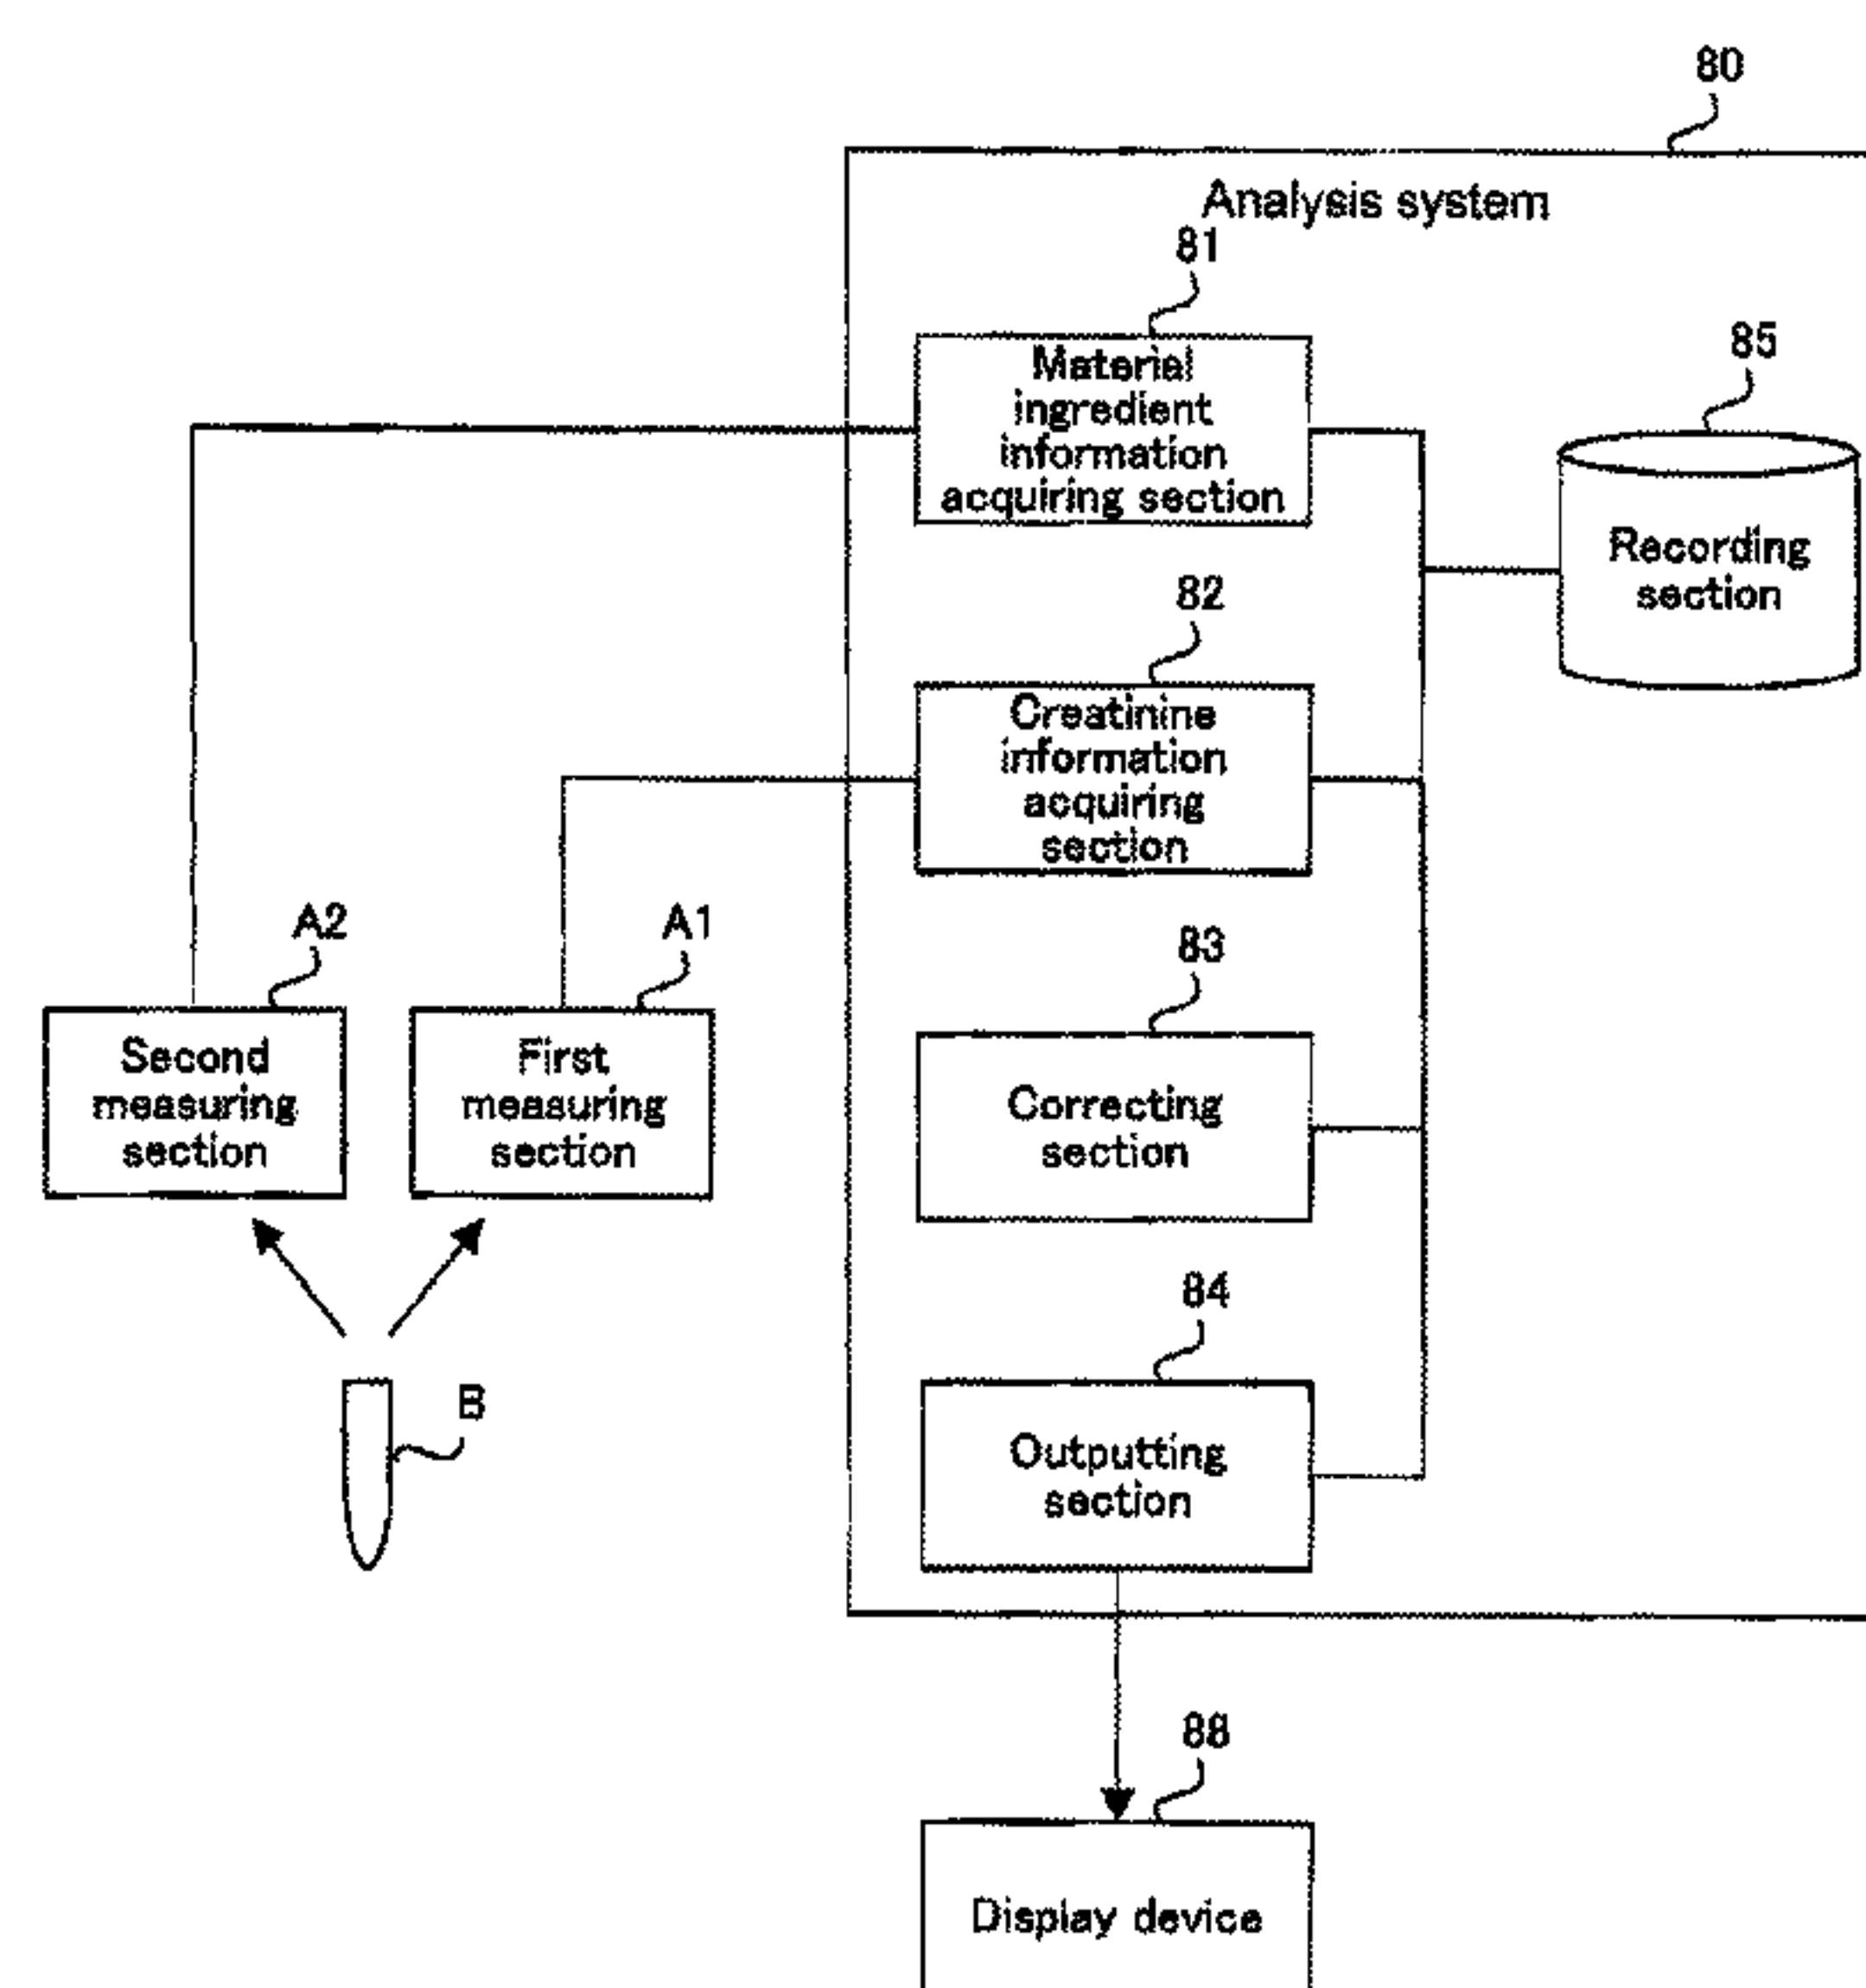 80
Analysis system
81
Material
ingredient
information
acquiring section
85
Recording
section
82
Creatinine
information
acquiring
section
A2
A1
83
Second
measuring
section
First
measuring
section
Correcting
section
84
B
Outputting
section
88
Display device